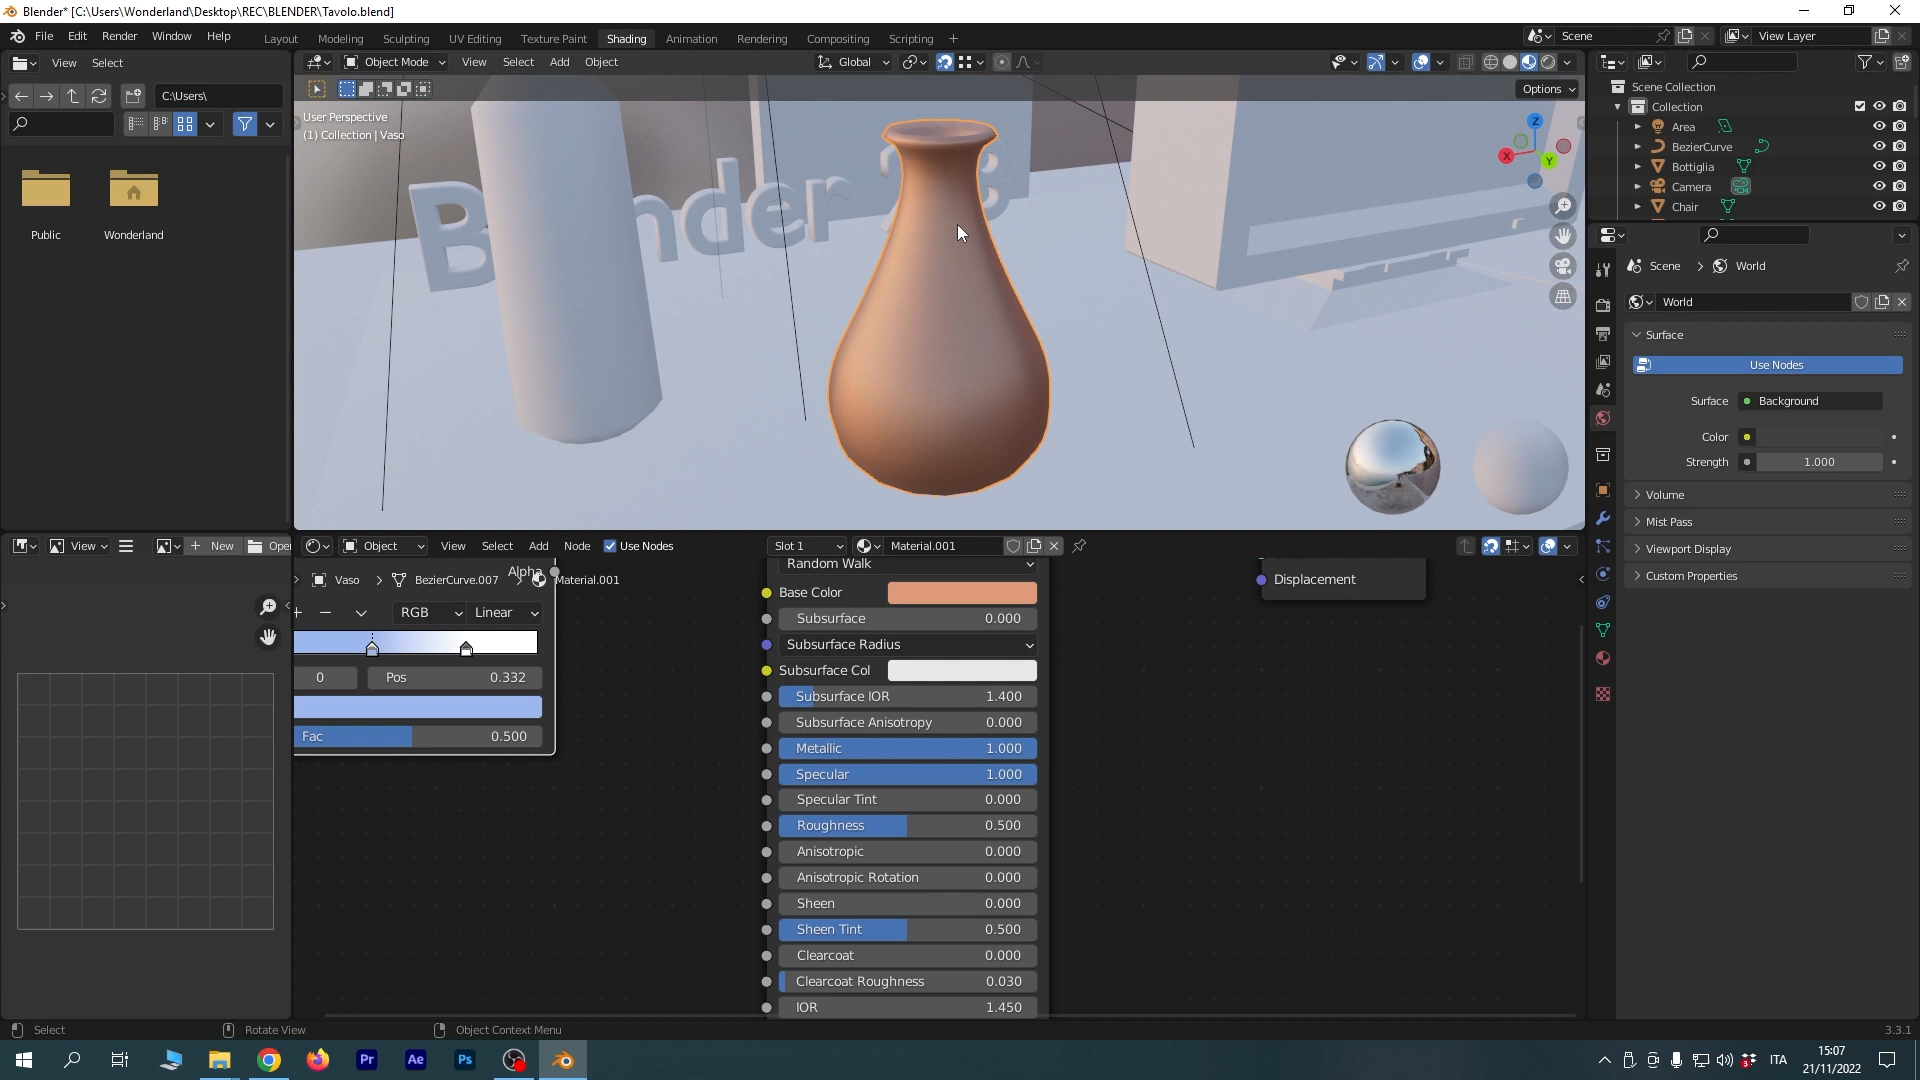 Blender* [C:\Users\Wonderland\Desktop\REC\BLENDER\Tavolo.blend]
File Edit Render Window Help
Layout Modeling Sculpting UV Editing Texture Paint Shading Animation Rendering Compositing Scripting
Scene
View Layer
View Select
Object Mode View Select Add Object
Global
C:\Users\
Options
User Perspective
(1) Collection | Vaso
Blender
Z
X
Y
Public
Wonderland
Scene Collection
Collection
Area
BezierCurve
Bottiglia
Camera
Chair
Scene > World
World
Surface
Use Nodes
Surface Background
Color
Strength 1.000
Volume
Mist Pass
Viewport Display
Custom Properties
View
New
Open
Object View Select Add Node Use Nodes
Slot 1
Material.001
Vaso > BezierCurve.007 > Material.001
Alpha
RGB
Linear
0
Pos 0.332
Fac 0.500
Random Walk
Base Color
Subsurface 0.000
Subsurface Radius
Subsurface Col
Subsurface IOR 1.400
Subsurface Anisotropy 0.000
Metallic 1.000
Specular 1.000
Specular Tint 0.000
Roughness 0.500
Anisotropic 0.000
Anisotropic Rotation 0.000
Sheen 0.000
Sheen Tint 0.500
Clearcoat 0.000
Clearcoat Roughness 0.030
IOR 1.450
Displacement
Select
Rotate View
Object Context Menu
3.3.1
Pr
Ae
Ps
ITA
15:07
21/11/2022